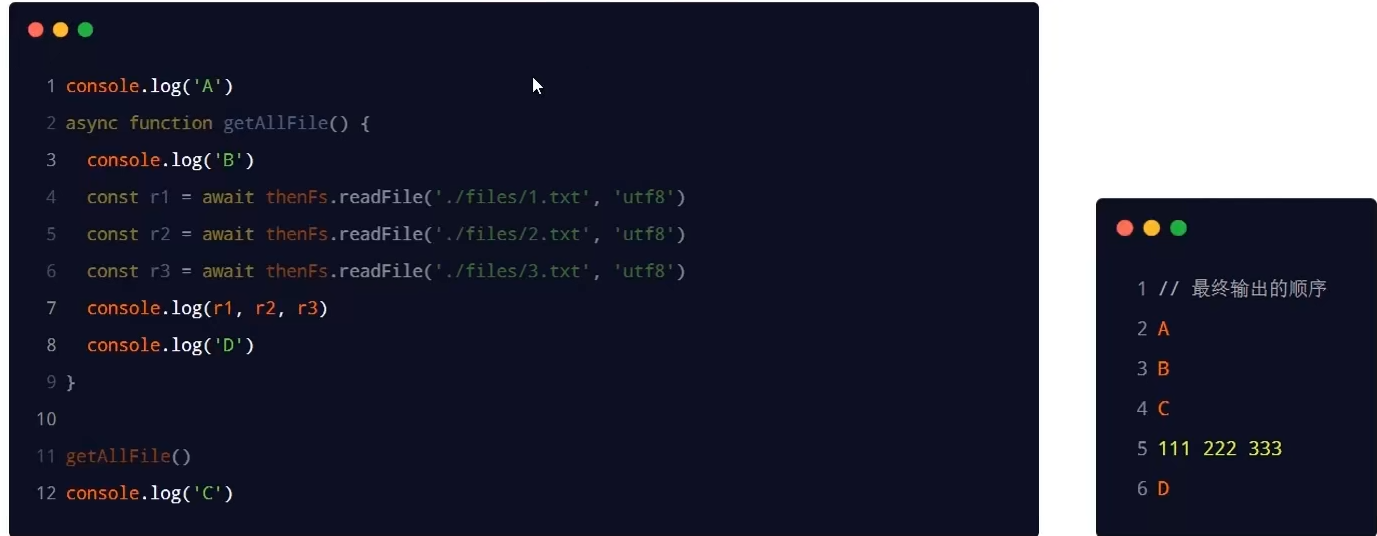 1 console.log('A')
2 async function getAllFile() {
3   console.log('B')
4   const r1 = await thenFs.readFile('./files/1.txt', 'utf8')
5   const r2 = await thenFs.readFile('./files/2.txt', 'utf8')
6   const r3 = await thenFs.readFile('./files/3.txt', 'utf8')
7   console.log(r1, r2, r3)
8   console.log('D')
9 }
10
11 getAllFile()
12 console.log('C')
1 // 最终输出的顺序
2 A
3 B
4 C
5 111 222 333
6 D